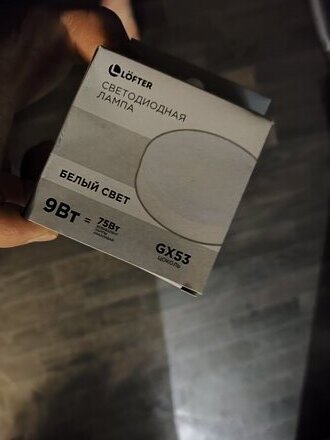 LÖFTER
СВЕТОДИОДНАЯ
ЛАМПА
БЕЛЫЙ СВЕТ
9Вт = 75Вт
GX53
ЦОКОЛЬ